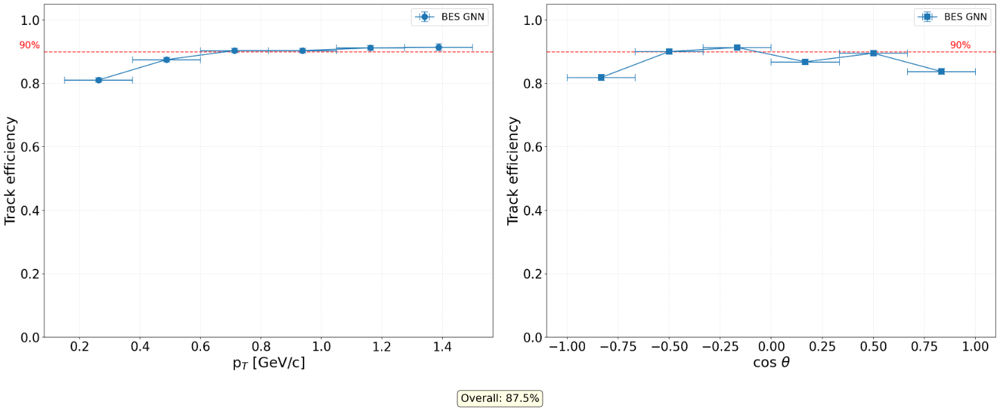 BES GNN
90%
1.0
0.8
0.6
0.4
0.2
0.0
Track efficiency
0.2 0.4 0.6 0.8 1.0 1.2 1.4
p_T [GeV/c]
BES GNN
90%
1.0
0.8
0.6
0.4
0.2
0.0
Track efficiency
−1.00 −0.75 −0.50 −0.25 0.00 0.25 0.50 0.75 1.00
cos θ
Overall: 87.5%